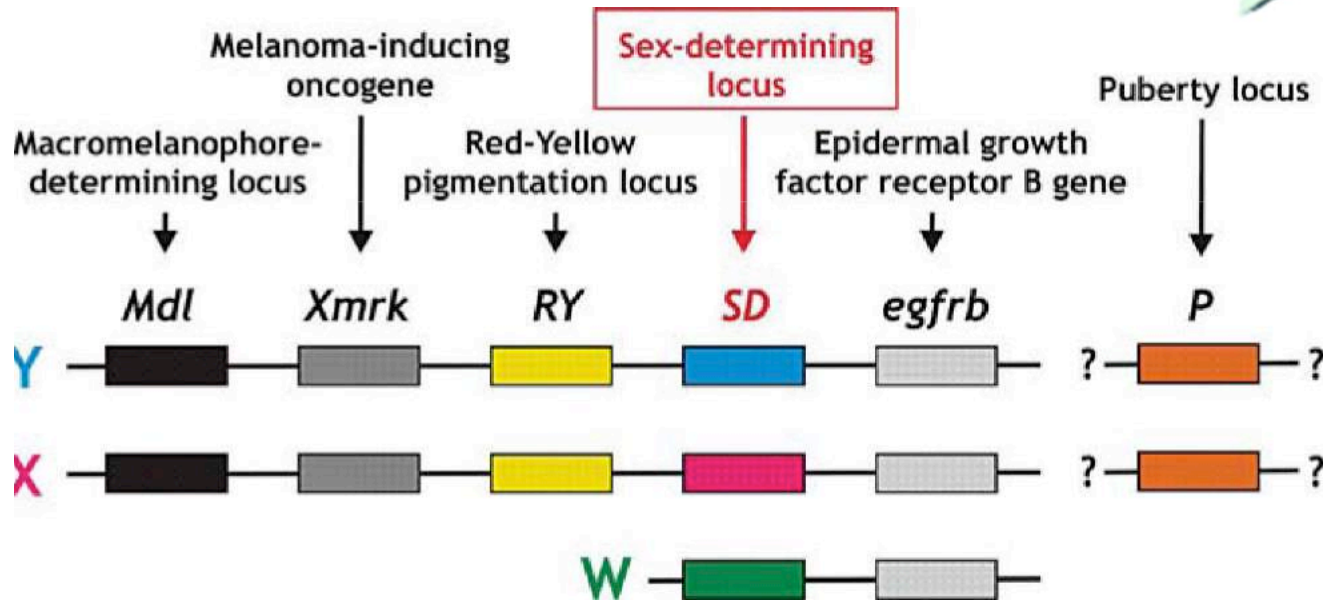 Melanoma-inducing
oncogene
Sex-determining
locus
Puberty locus
Macromelanophore-
determining locus
Red-Yellow
pigmentation locus
Epidermal growth
factor receptor B gene
Mdl Xmrk RY SD egfrb P
Y ? ?
X ? ?
W